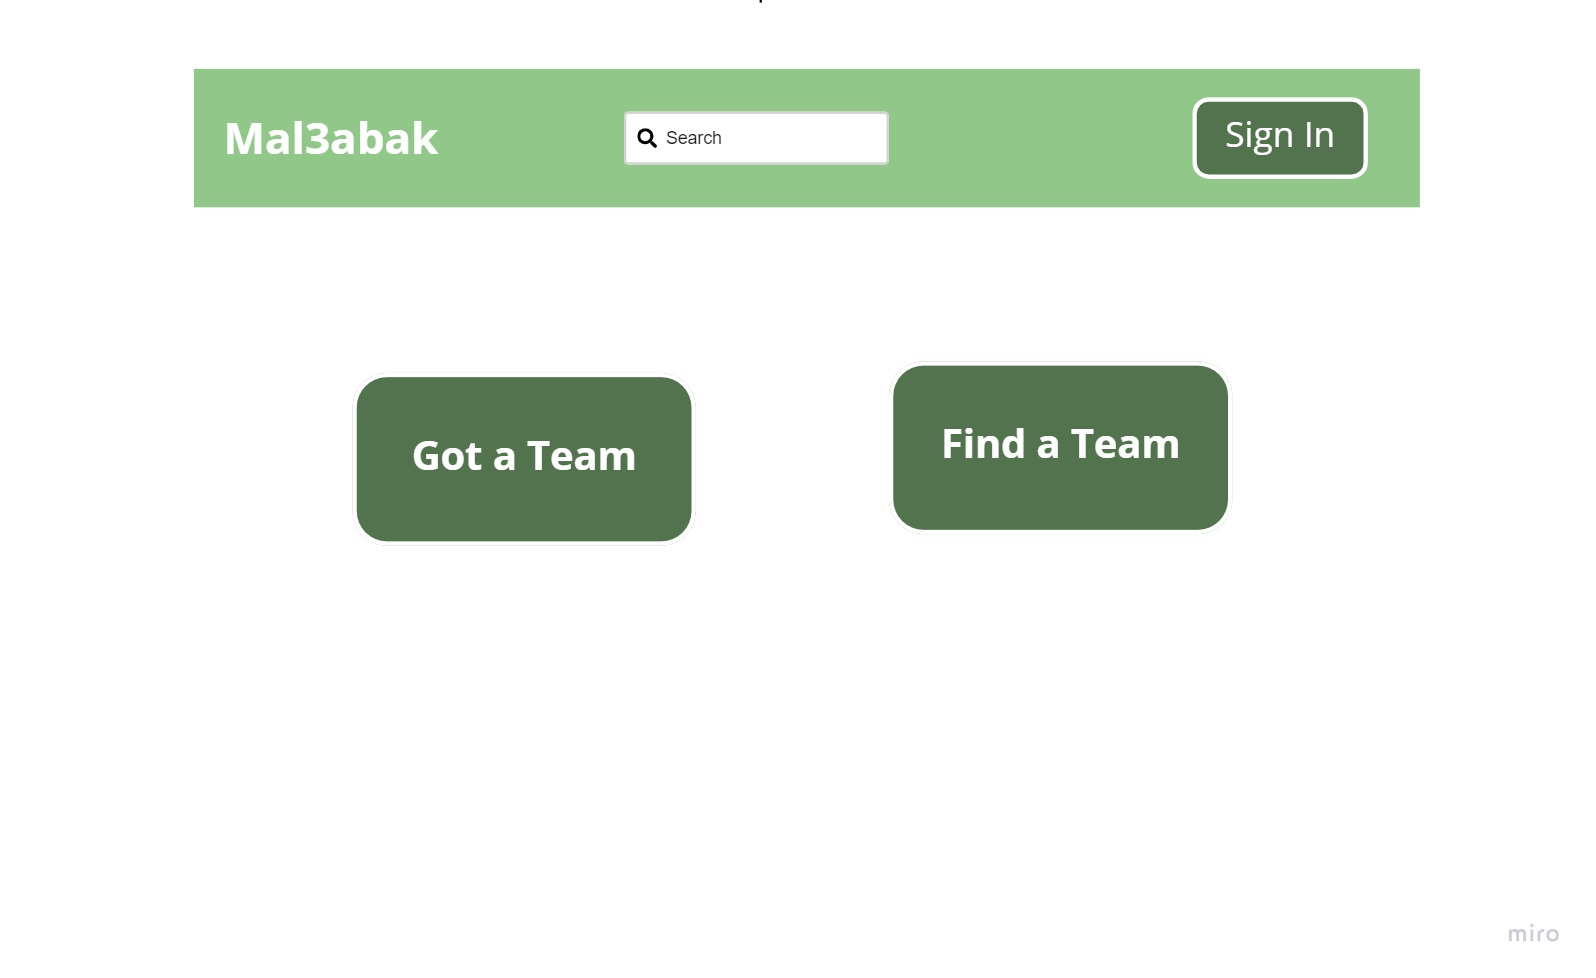 Mal3abak
Search
Sign In
Got a Team
Find a Team
miro